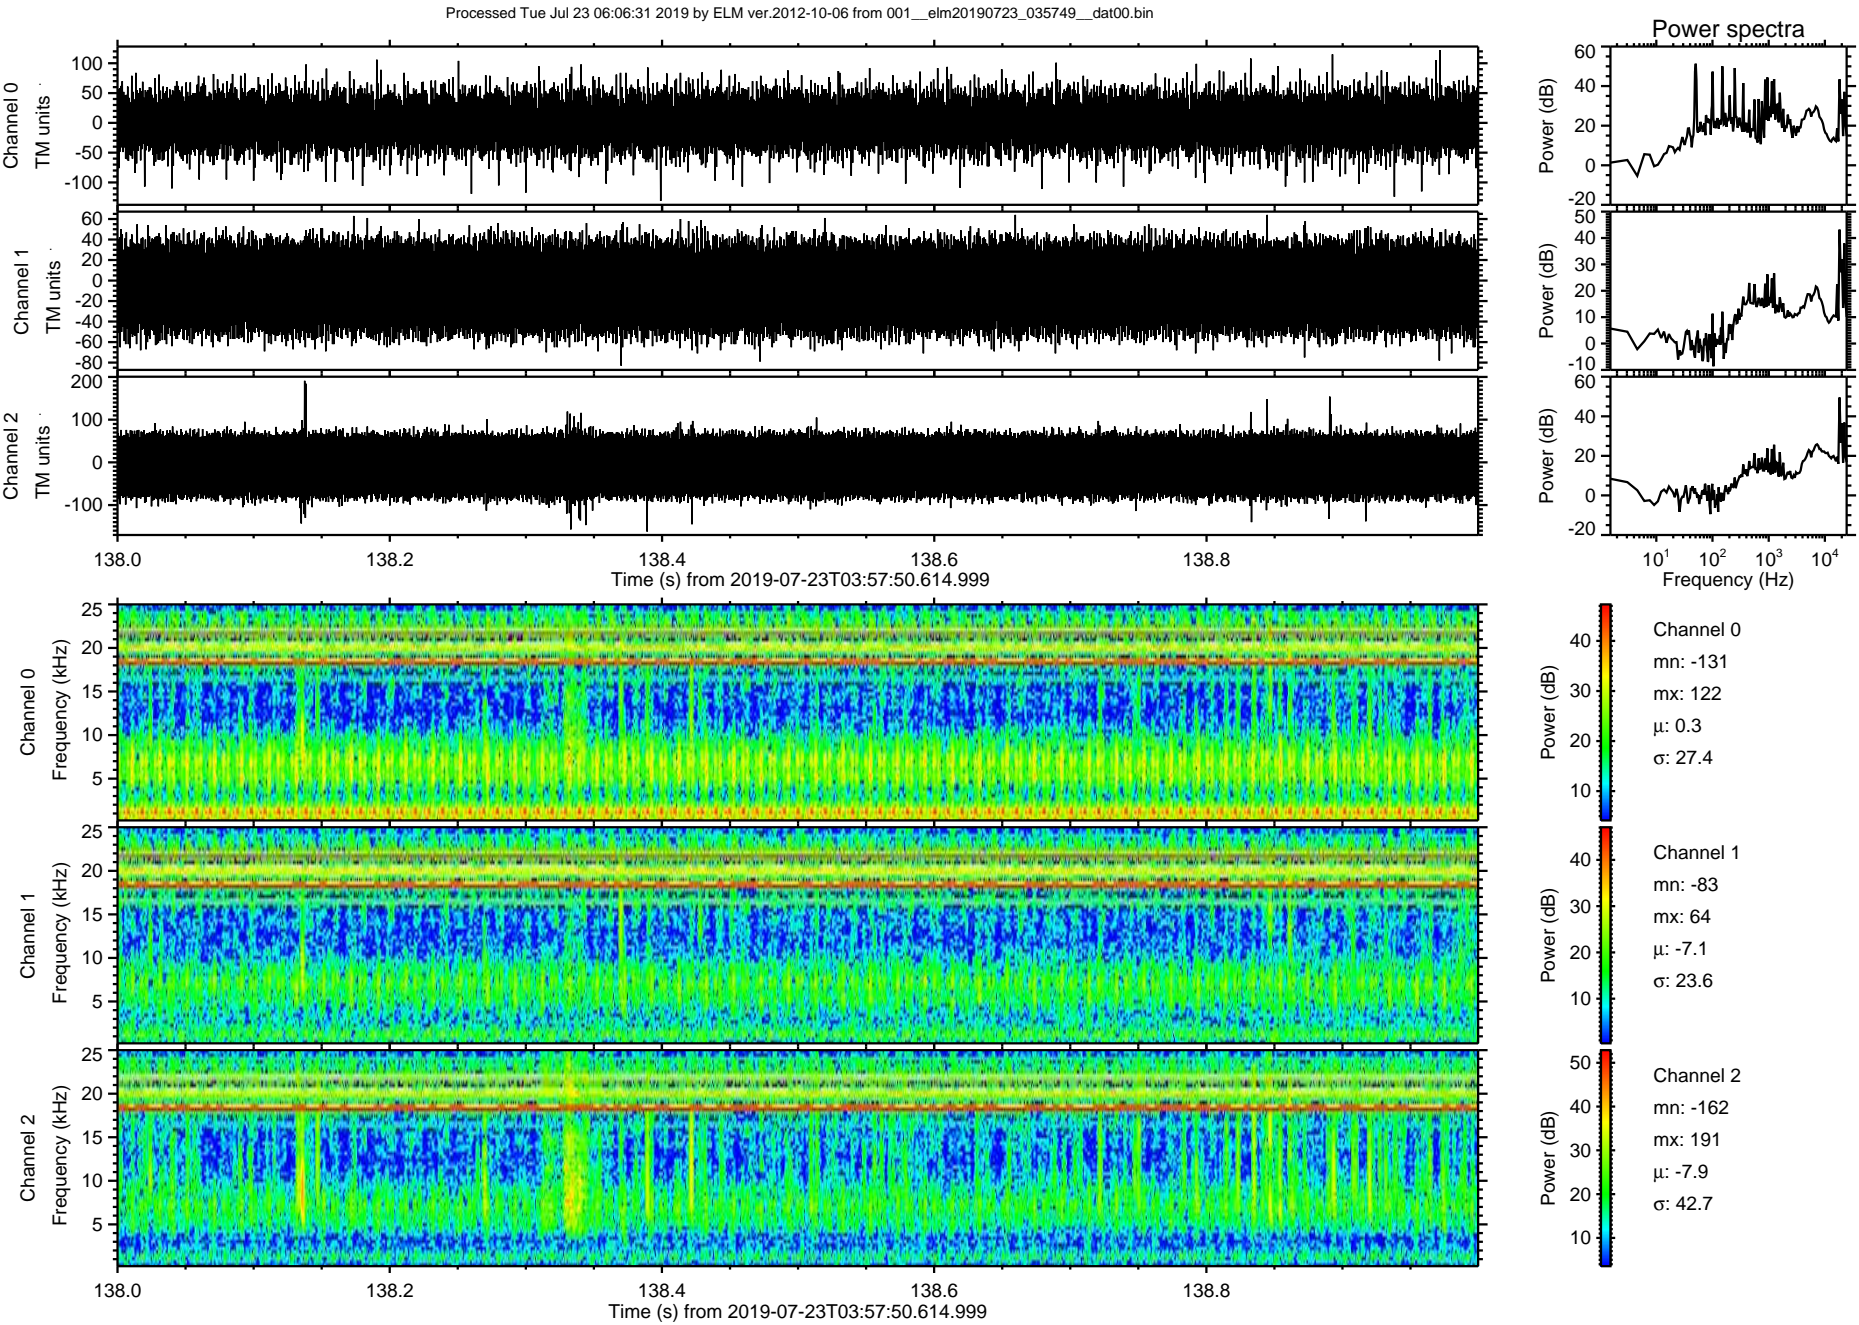 Processed Tue Jul 23 06:06:31 2019 by ELM ver.2012-10-06 from 001__elm20190723_035749__dat00.bin
Power spectra
Channel 0
TM units
100
50
0
-50
-100
Power (dB)
60
40
20
0
-20
Channel 1
TM units
60
40
20
0
-20
-40
-60
-80
Power (dB)
50
40
30
20
10
0
-10
Channel 2
TM units
200
100
0
-100
Power (dB)
60
40
20
0
-20
138.0 138.2 138.4 138.6 138.8
Time (s) from 2019-07-23T03:57:50.614.999
10^1 10^2 10^3 10^4
Frequency (Hz)
Channel 0
Frequency (kHz)
25
20
15
10
5
Power (dB)
40
30
20
10
Channel 0
mn: -131
mx: 122
μ: 0.3
σ: 27.4
Channel 1
Frequency (kHz)
25
20
15
10
5
Power (dB)
40
30
20
10
Channel 1
mn: -83
mx: 64
μ: -7.1
σ: 23.6
Channel 2
Frequency (kHz)
25
20
15
10
5
Power (dB)
50
40
30
20
10
Channel 2
mn: -162
mx: 191
μ: -7.9
σ: 42.7
138.0 138.2 138.4 138.6 138.8
Time (s) from 2019-07-23T03:57:50.614.999